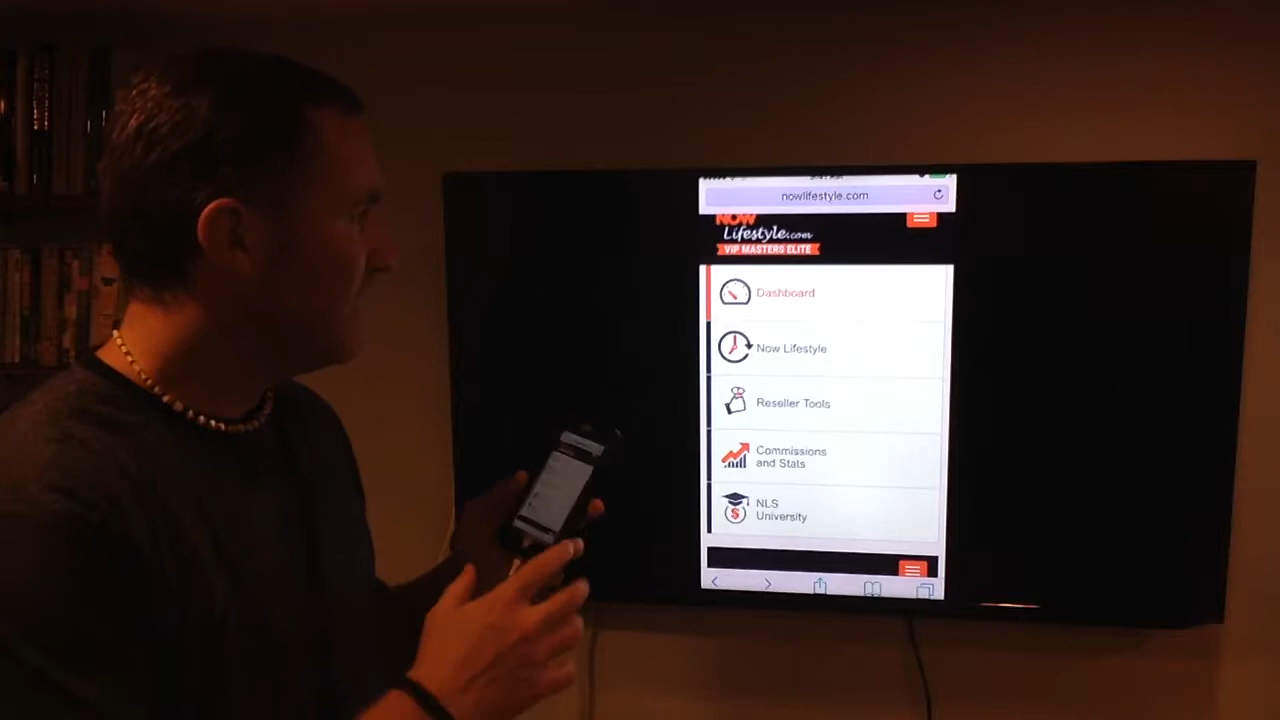 nowlifestyle.com
NOW
Lifestyle.com
VIP MASTERS ELITE
Dashboard
Now Lifestyle
Reseller Tools
Commissions
and Stats
NLS
University